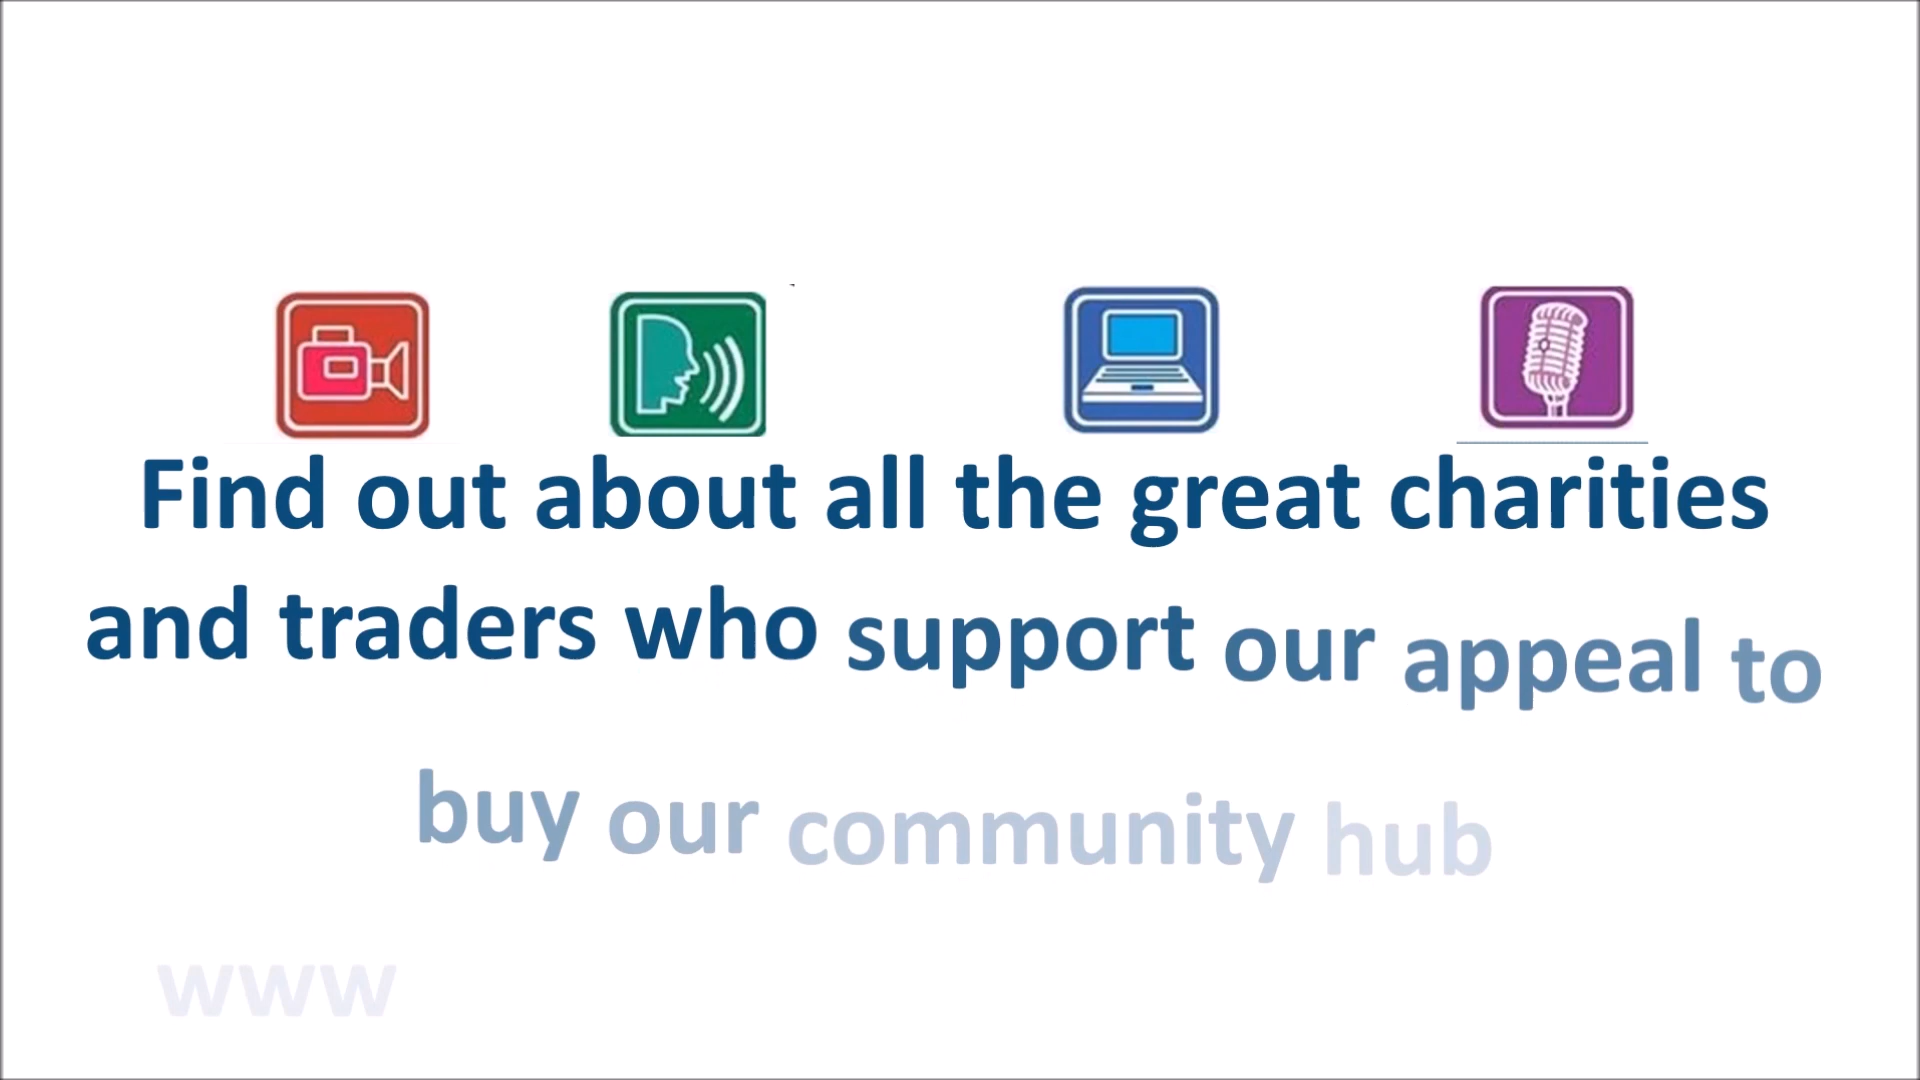 Find out about all the great charities
and traders who support our appeal to
buy our community hub
www